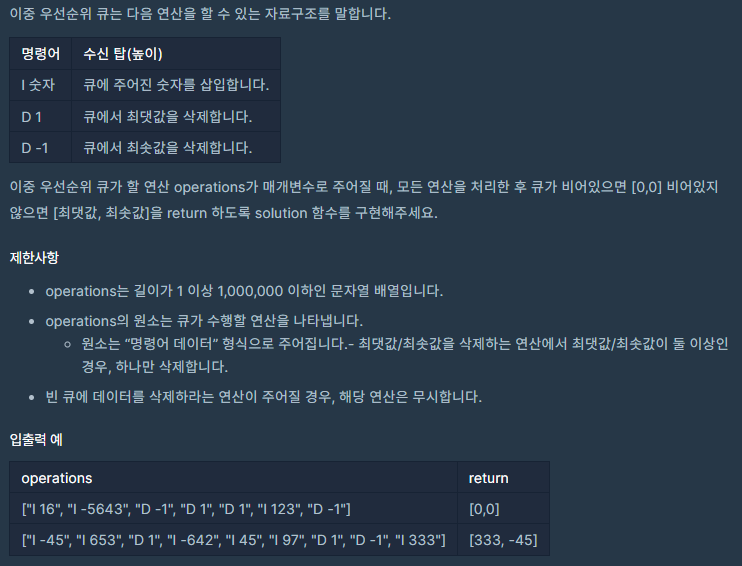 이중 우선순위 큐는 다음 연산을 할 수 있는 자료구조를 말합니다.
명령어 수신 탑(높이)
I 숫자 큐에 주어진 숫자를 삽입합니다.
D 1 큐에서 최댓값을 삭제합니다.
D -1 큐에서 최솟값을 삭제합니다.
이중 우선순위 큐가 할 연산 operations가 매개변수로 주어질 때, 모든 연산을 처리한 후 큐가 비어있으면 [0,0] 비어있지
않으면 [최댓값, 최솟값]을 return 하도록 solution 함수를 구현해주세요.
제한사항
• operations는 길이가 1 이상 1,000,000 이하인 문자열 배열입니다.
• operations의 원소는 큐가 수행할 연산을 나타냅니다.
◦ 원소는 “명령어 데이터” 형식으로 주어집니다.- 최댓값/최솟값을 삭제하는 연산에서 최댓값/최솟값이 둘 이상인
경우, 하나만 삭제합니다.
• 빈 큐에 데이터를 삭제하라는 연산이 주어질 경우, 해당 연산은 무시합니다.
입출력 예
operations return
["I 16", "I -5643", "D -1", "D 1", "D 1", "I 123", "D -1"] [0,0]
["I -45", "I 653", "D 1", "I -642", "I 45", "I 97", "D 1", "D -1", "I 333"] [333, -45]